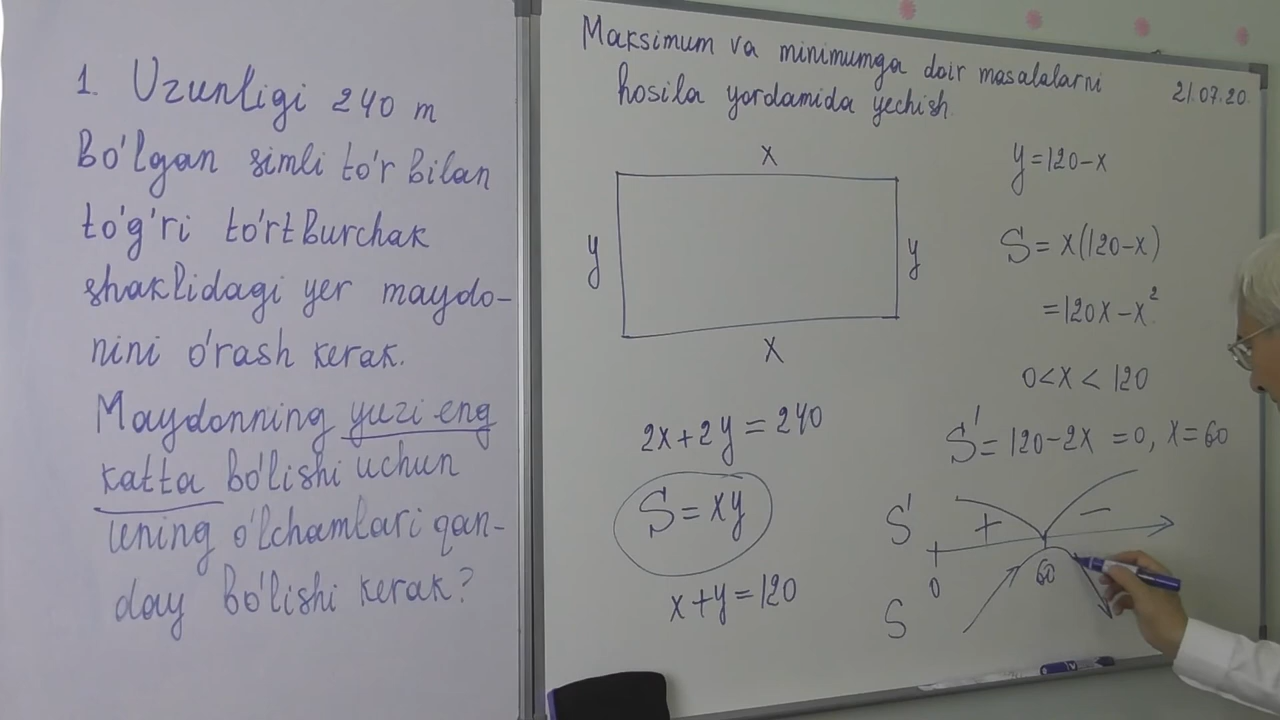 1. Uzunligi 240 m
bo'lgan simli to'r bilan
to'g'ri to'rtburchak
shaklidagi yer maydo-
nini o'rash kerak.
Maydonning yuzi eng
katta bo'lishi uchun
uning o'lchamlari qan-
day bo'lishi kerak?
Maksimum va minimumga doir masalalarni
hosila yordamida yechish.
21.07.20.
x
y
y
x
2x+2y=240
S=xy
x+y=120
y=120-x
S=x(120-x)
=120x-x²
0<x<120
S'=120-2x=0, x=60
S' + -
0 60
S